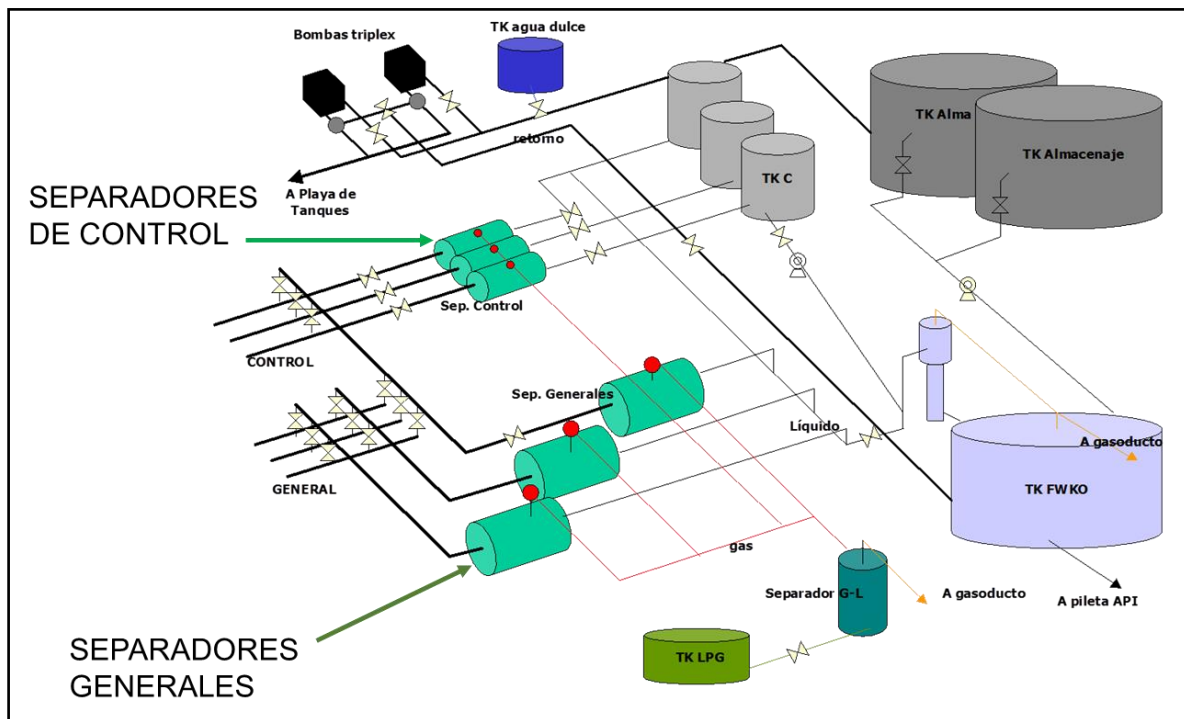 Bombas triplex
TK agua dulce
TK Alma
TK Almacenaje
retorno
TK C
A Playa de
Tanques
SEPARADORES
DE CONTROL
Sep. Control
CONTROL
Sep. Generales
Líquido
A gasoducto
GENERAL
TK FWKO
gas
Separador G-L
A gasoducto
A pileta API
TK LPG
SEPARADORES
GENERALES